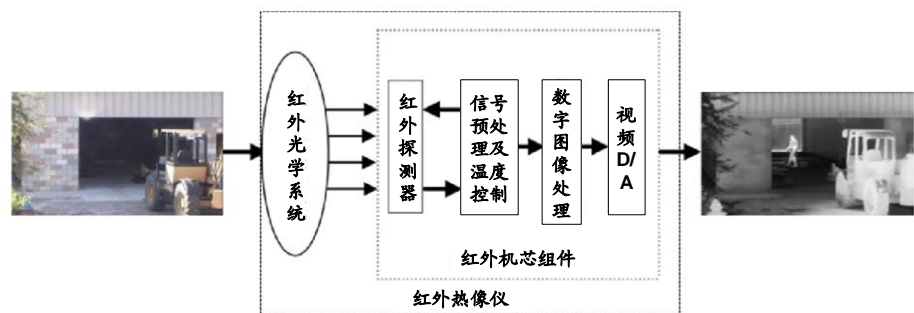 红外光学系统
红外探测器
信号
预处
理及
温度
控制
数字图像处理
视频
D/
A
红外机芯组件
红外热像仪